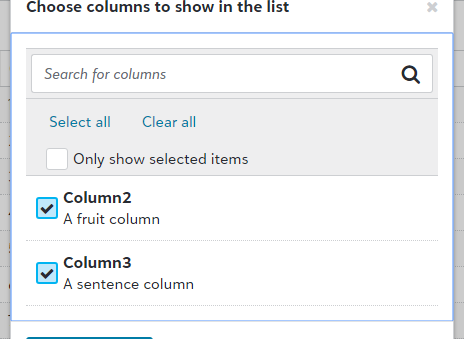 Choose columns to show in the list
Search for columns
Select all Clear all
Only show selected items
Column2
A fruit column
Column3
A sentence column